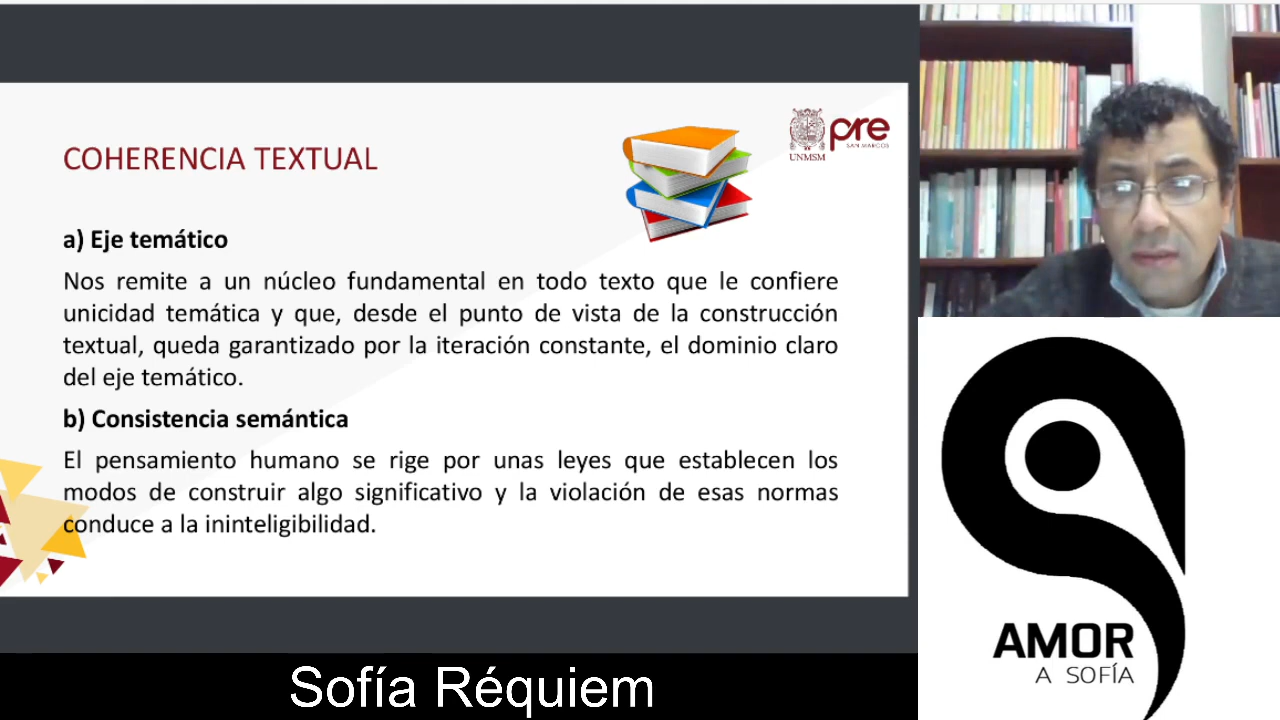 COHERENCIA TEXTUAL
UNMSM
pre
SAN MARCOS
a) Eje temático
Nos remite a un núcleo fundamental en todo texto que le confiere
unicidad temática y que, desde el punto de vista de la construcción
textual, queda garantizado por la iteración constante, el dominio claro
del eje temático.
b) Consistencia semántica
El pensamiento humano se rige por unas leyes que establecen los
modos de construir algo significativo y la violación de esas normas
conduce a la ininteligibilidad.
AMOR
A SOFÍA
Sofía Réquiem